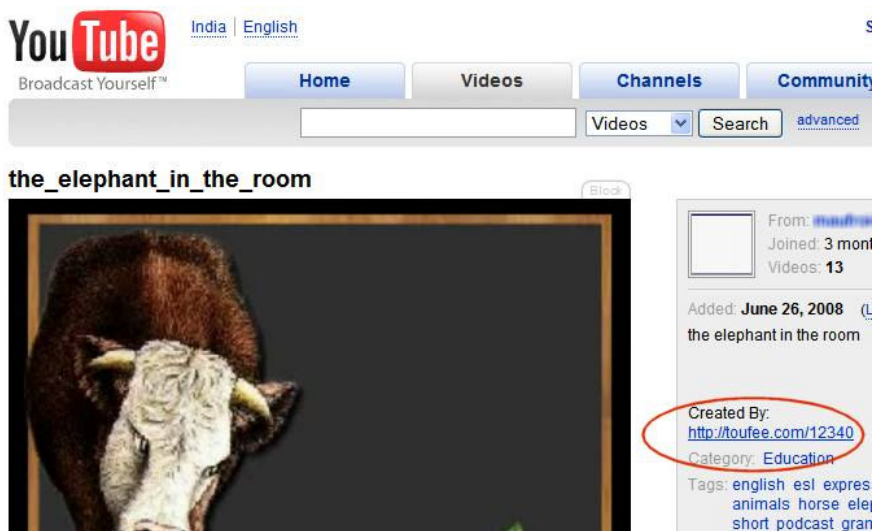 You Tube
Broadcast Yourself™
India | English
S
Home Videos Channels Community
Videos Search advanced
the_elephant_in_the_room
Block
From:
Joined: 3 mont
Videos: 13
Added: June 26, 2008 (L
the elephant in the room
Created By:
http://toufee.com/12340
Category: Education
Tags: english esl expres
animals horse elep
short podcast gran